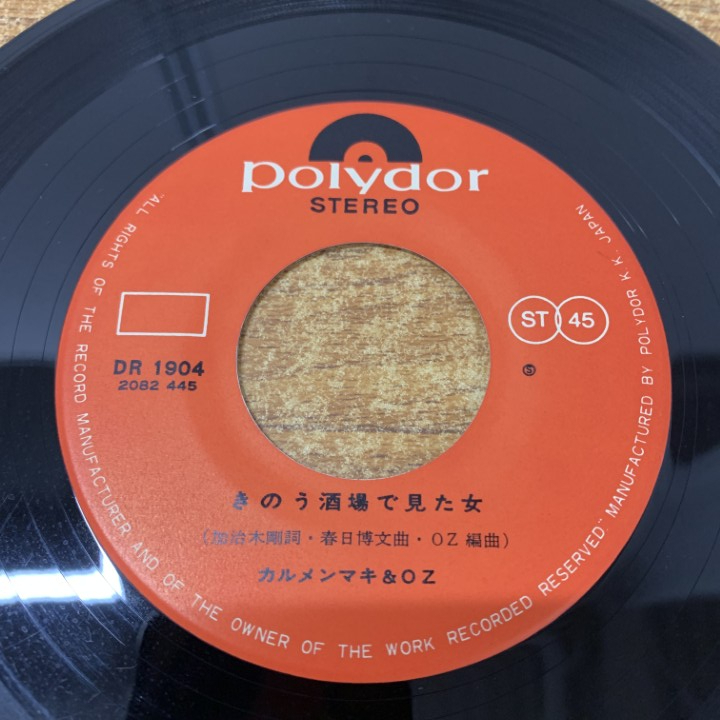 polydor
STEREO
ST 45
DR 1904
2082 445
Ⓢ
きのう酒場で見た女
(加治木剛詞・春日博文曲・OZ編曲)
カルメンマキ&OZ
"ALL RIGHTS OF THE RECORD MANUFACTURER AND OF THE OWNER OF THE WORK RECORDED RESERVED" MANUFACTURED BY POLYDOR K.K. JAPAN